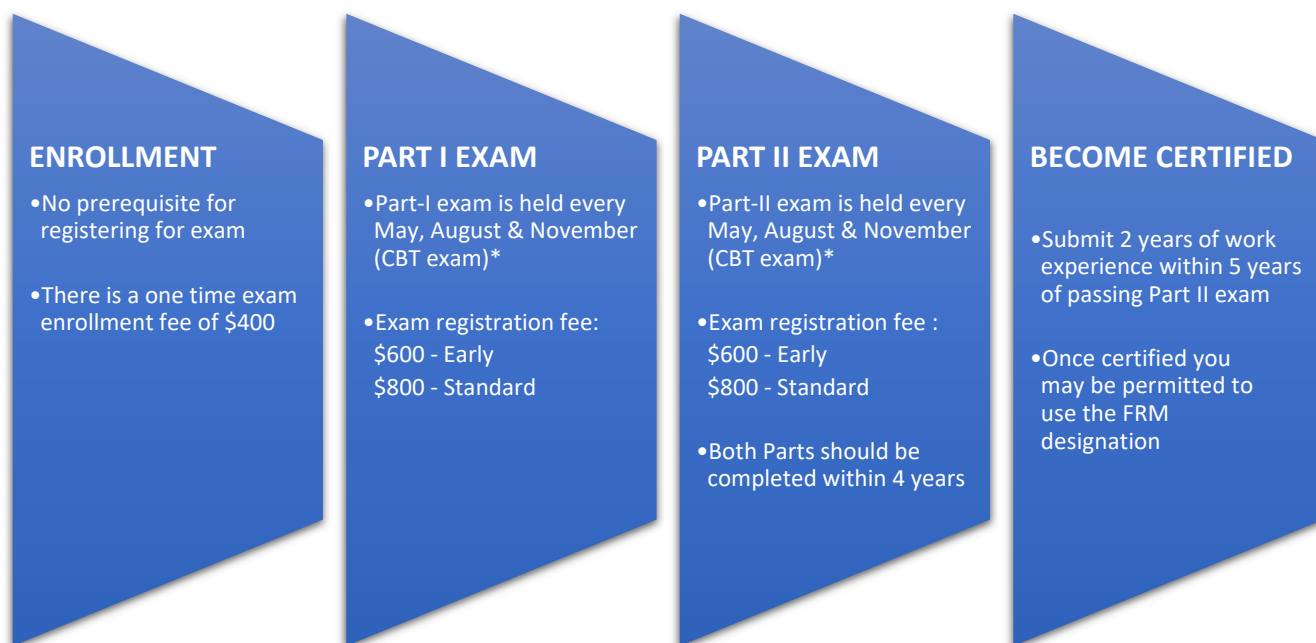 ENROLLMENT
•No prerequisite for
registering for exam
•There is a one time exam
enrollment fee of $400
PART I EXAM
•Part-I exam is held every
May, August & November
(CBT exam)*
•Exam registration fee:
$600 - Early
$800 - Standard
PART II EXAM
•Part-II exam is held every
May, August & November
(CBT exam)*
•Exam registration fee :
$600 - Early
$800 - Standard
•Both Parts should be
completed within 4 years
BECOME CERTIFIED
•Submit 2 years of work
experience within 5 years
of passing Part II exam
•Once certified you
may be permitted to
use the FRM
designation